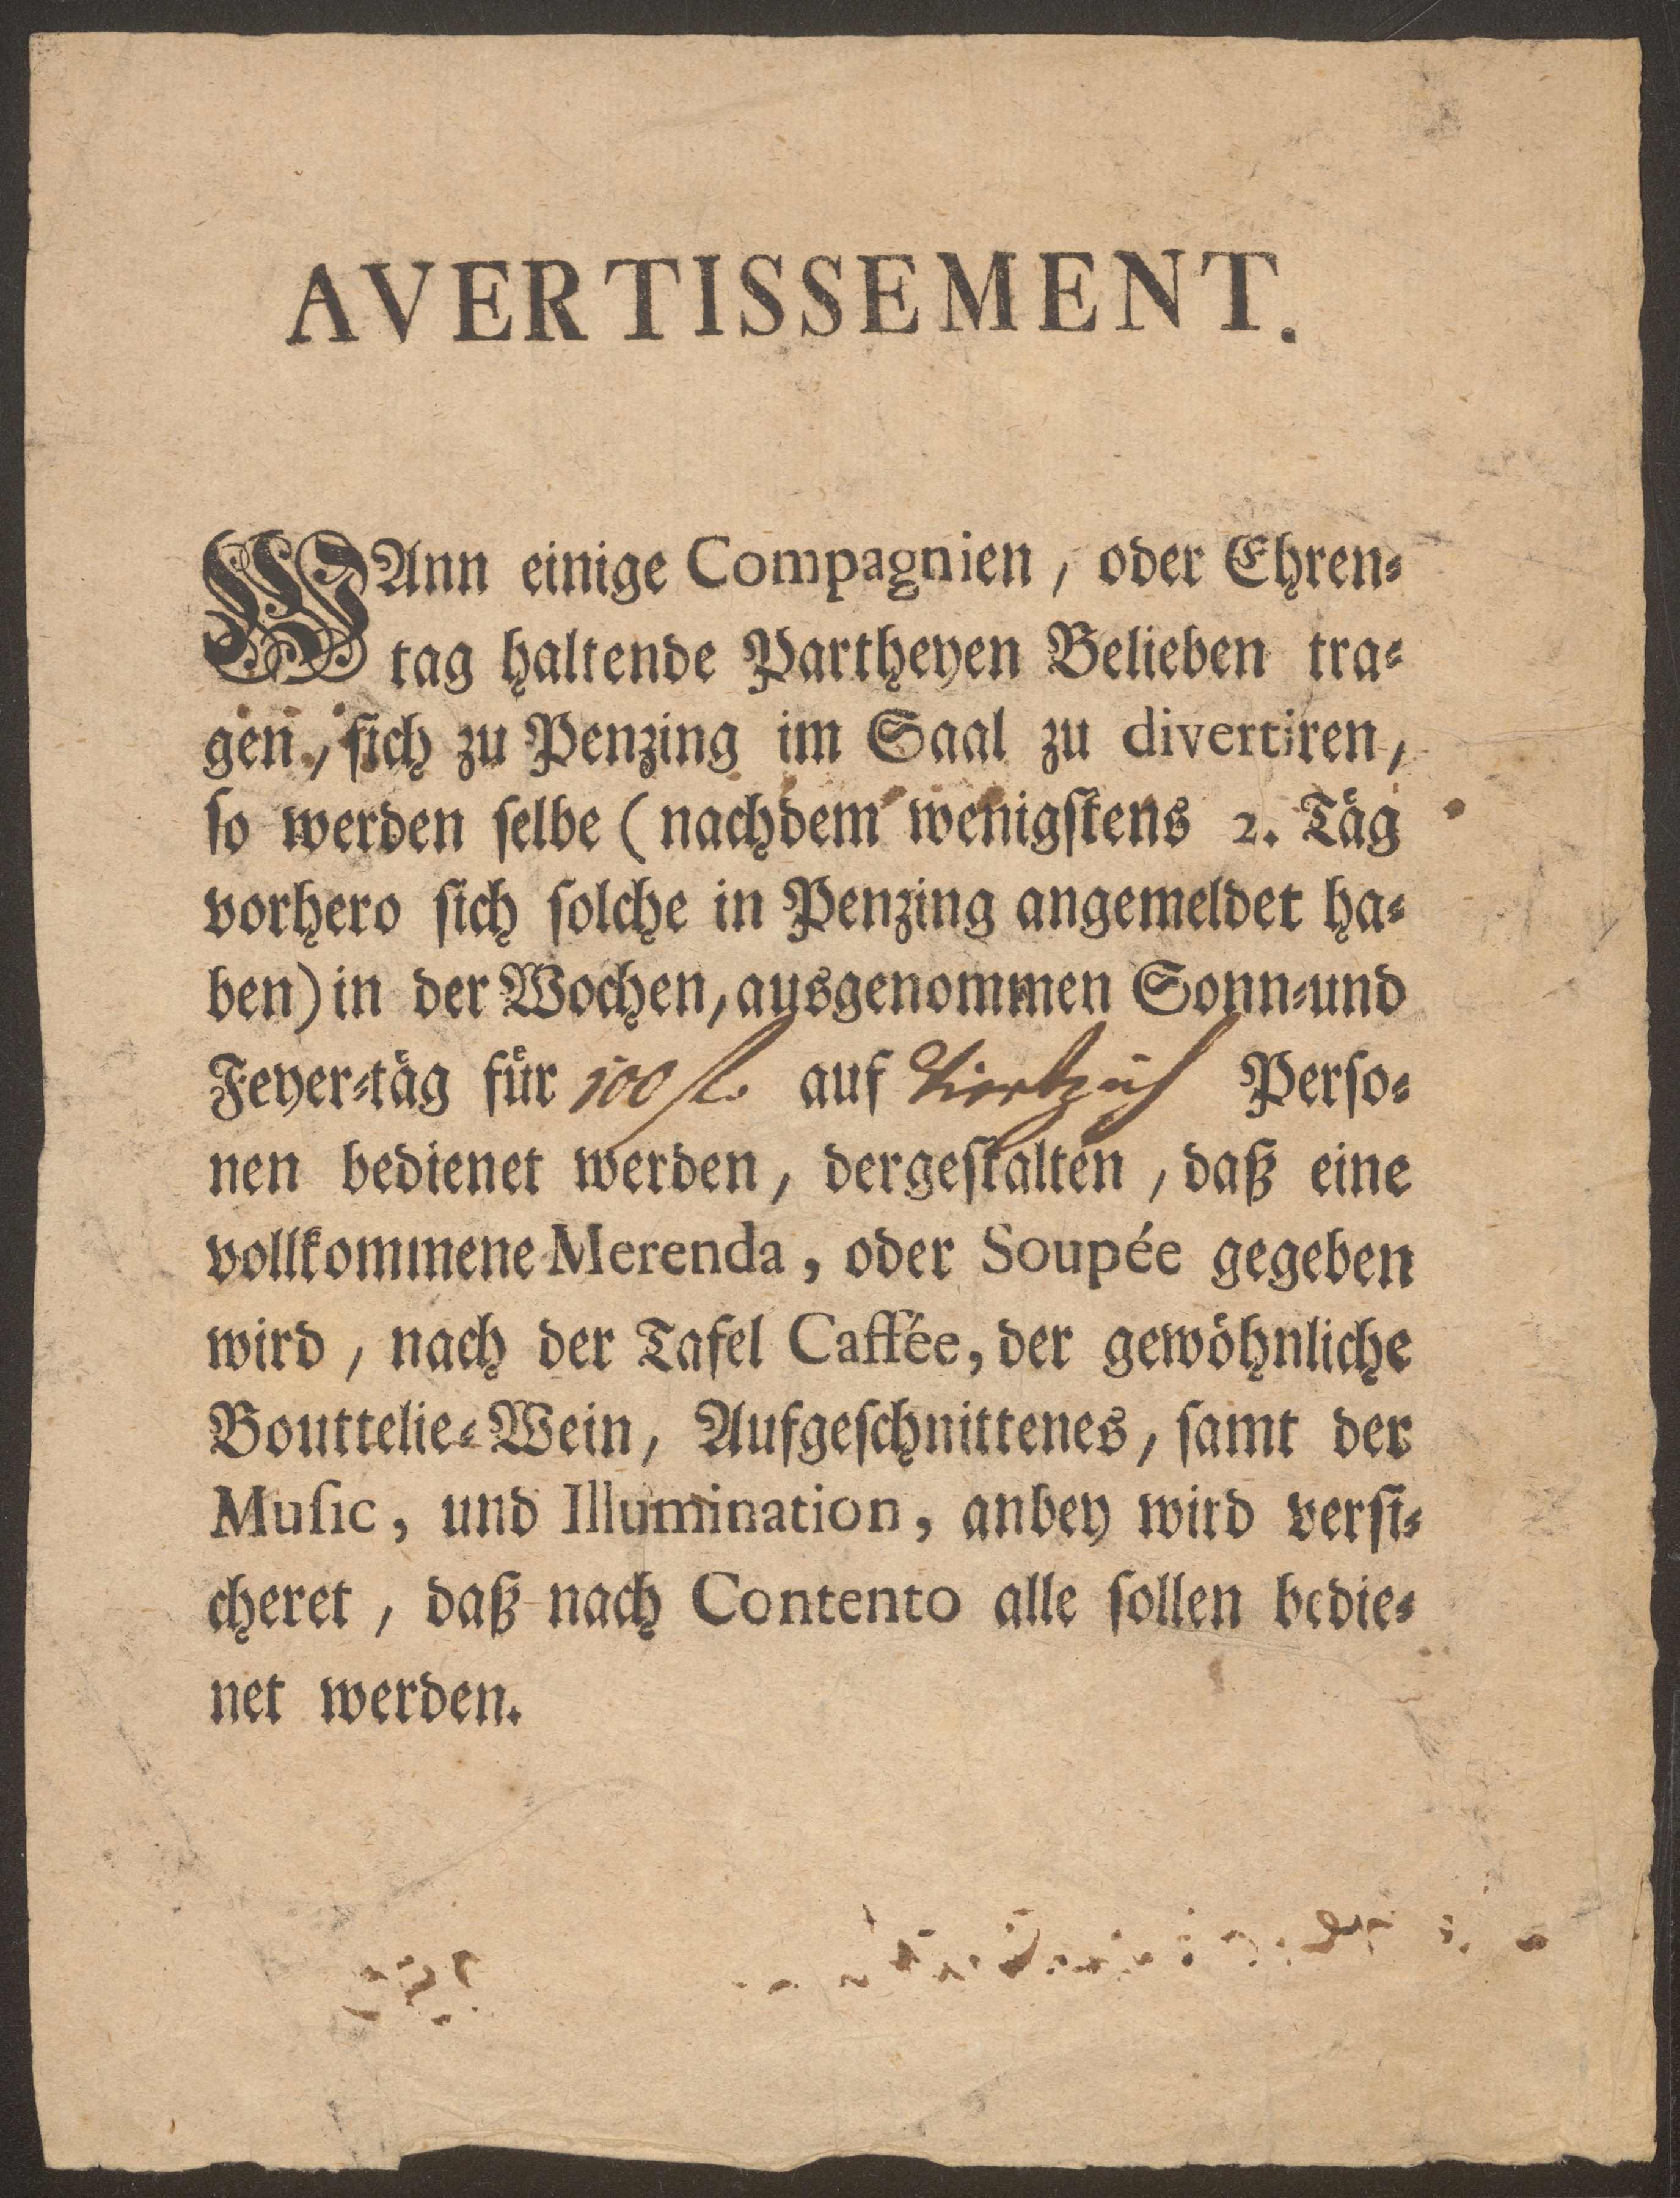 AVERTISSEMENT.
WAnn einige Compagnien, oder Ehren⸗
tag haltende Partheyen Belieben tra⸗
gen, ſich zu Penzing im Saal zu divertiren,
ſo werden ſelbe (nachdem wenigſtens 2. Täg
vorhero ſich ſolche in Penzing angemeldet ha⸗
ben) in der Wochen, ausgenommen Sonn⸗und
Feyer⸗täg für 100 fl. auf Viertzig Perſo⸗
nen bedienet werden, dergeſtalten, daß eine
vollkommene Merenda, oder Soupée gegeben
wird, nach der Tafel Caffée, der gewöhnliche
Bouttelie⸗Wein, Aufgeſchnittenes, ſamt der
Muſic, und Illumination, anbey wird verſi⸗
cheret, daß nach Contento alle ſollen bedie⸗
net werden.